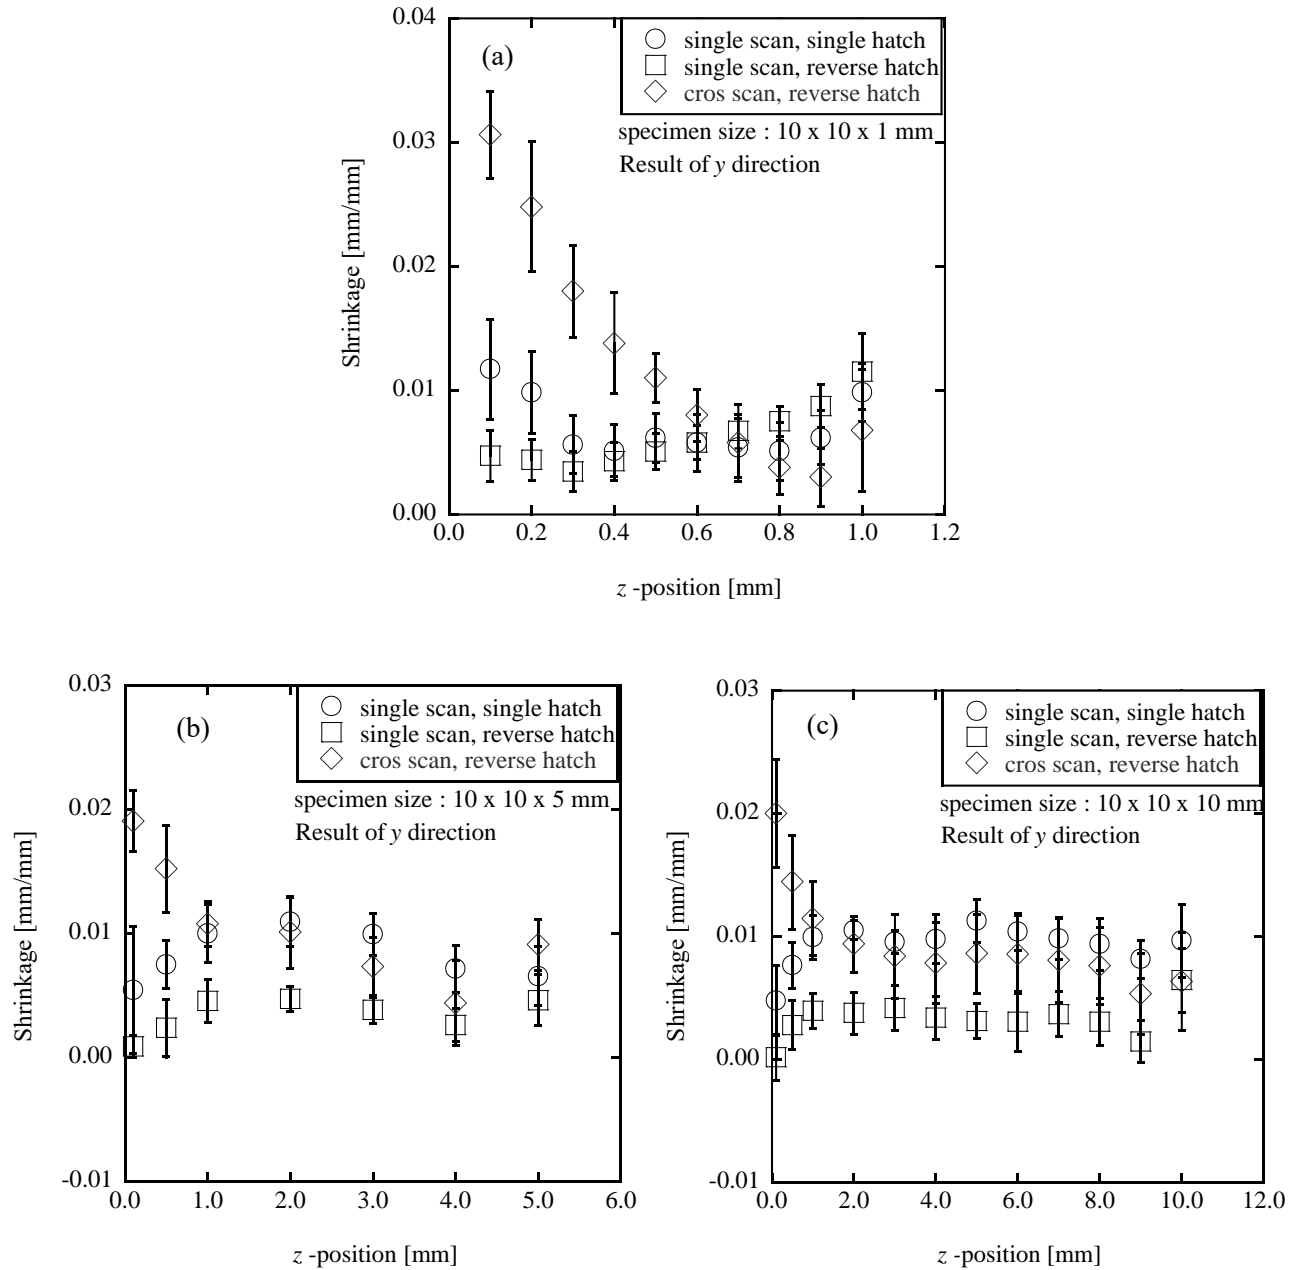 0.04
(a)
single scan, single hatch
single scan, reverse hatch
cros scan, reverse hatch
specimen size : 10 x 10 x 1 mm
Result of y direction
0.03
0.02
0.01
0.00
Shrinkage [mm/mm]
0.0 0.2 0.4 0.6 0.8 1.0 1.2
z -position [mm]
0.03
(b)
single scan, single hatch
single scan, reverse hatch
cros scan, reverse hatch
specimen size : 10 x 10 x 5 mm
Result of y direction
0.02
0.01
0.00
-0.01
Shrinkage [mm/mm]
0.0 1.0 2.0 3.0 4.0 5.0 6.0
z -position [mm]
0.03
(c)
single scan, single hatch
single scan, reverse hatch
cros scan, reverse hatch
specimen size : 10 x 10 x 10 mm
Result of y direction
0.02
0.01
0.00
-0.01
Shrinkage [mm/mm]
0.0 2.0 4.0 6.0 8.0 10.0 12.0
z -position [mm]